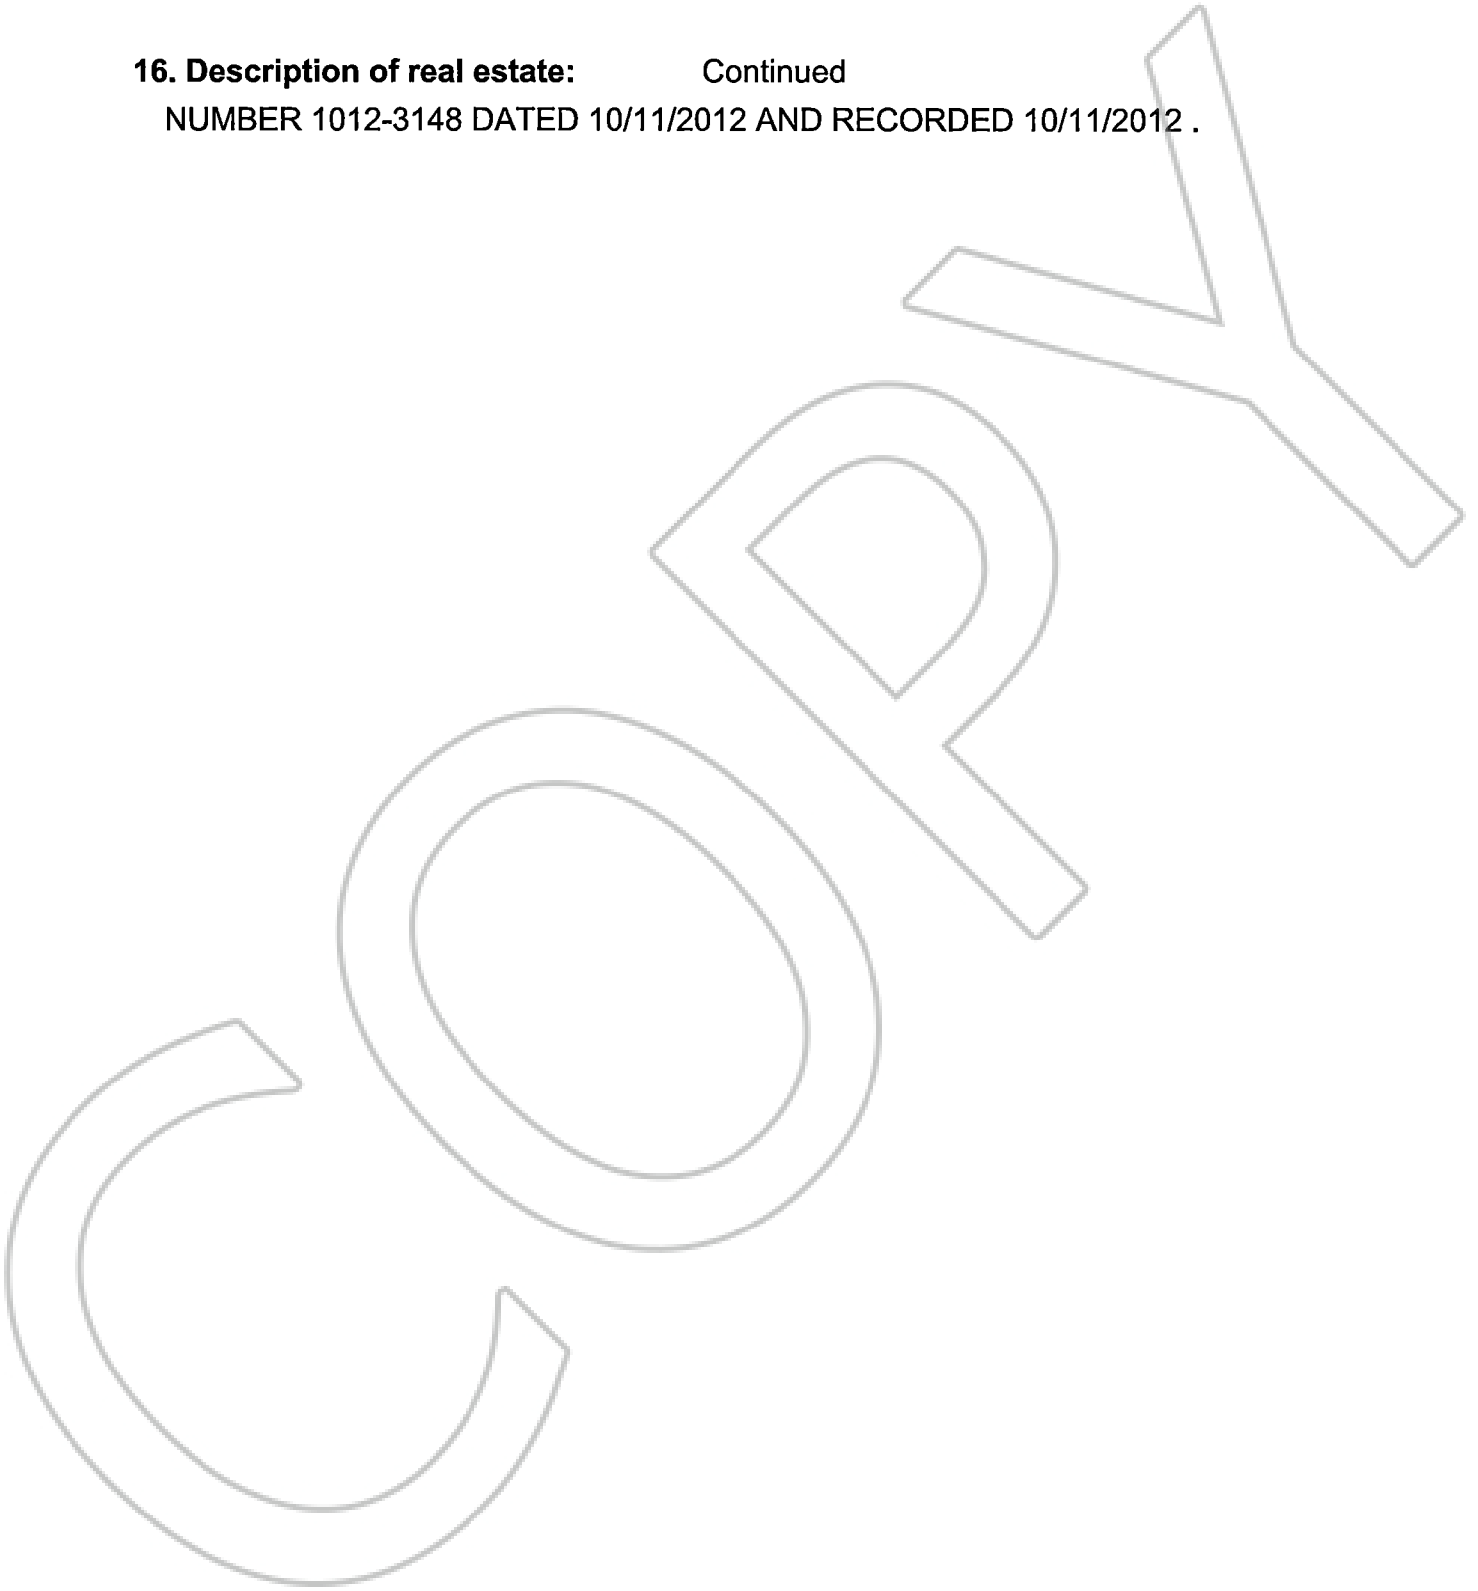 16. Description of real estate: Continued
NUMBER 1012-3148 DATED 10/11/2012 AND RECORDED 10/11/2012 .
COPY